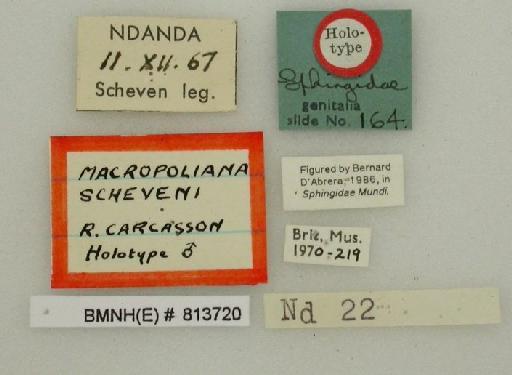 NDANDA
11. XII. 67
Scheven leg.
Holo-
type
Sphingidae
genitalia
slide No. 164.
MACROPOLIANA
SCHEVENI
R. CARCASSON
Holotype ♂
Figured by Bernard
D'Abrera, 1986, in
Sphingidae Mundi.
Brit. Mus.
1970-219
BMNH(E) # 813720
Nd 22